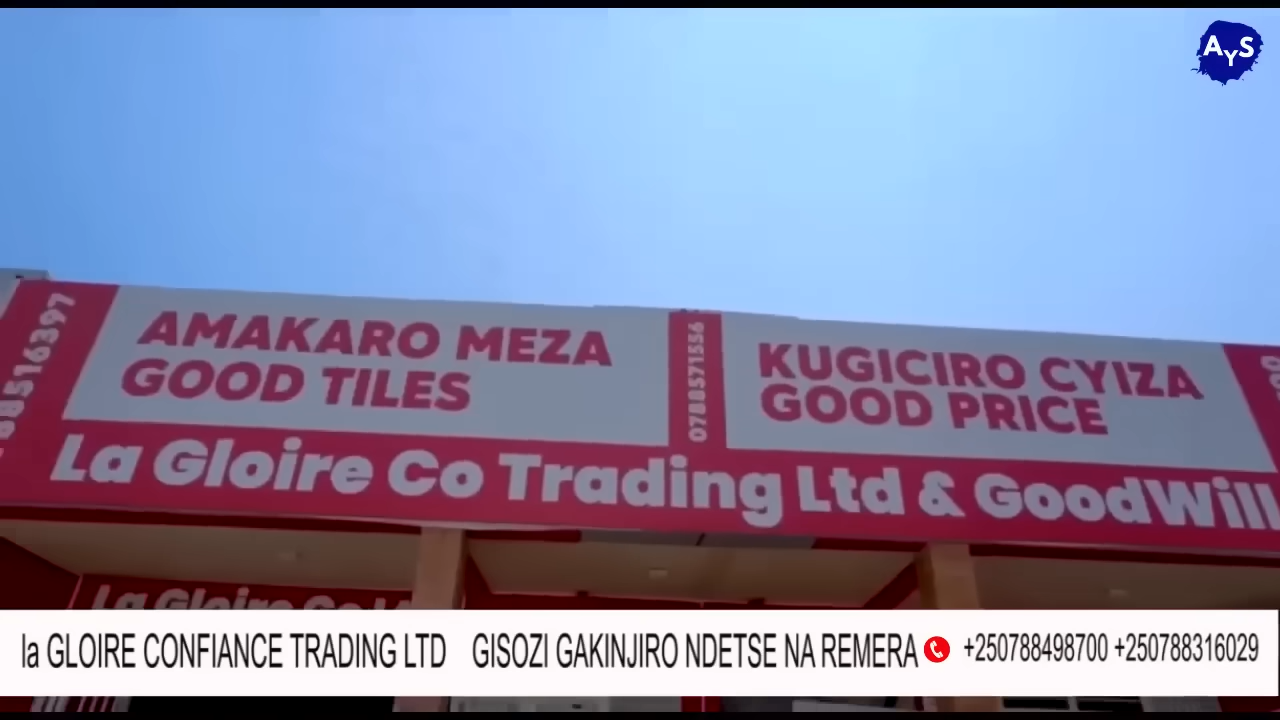 AYS
AMAKARO MEZA
GOOD TILES
0788571556
KUGICIRO CYIZA
GOOD PRICE
La Gloire Co Trading Ltd & GoodWill
la GLOIRE CONFIANCE TRADING LTD GISOZI GAKINJIRO NDETSE NA REMERA +250788498700 +250788316029